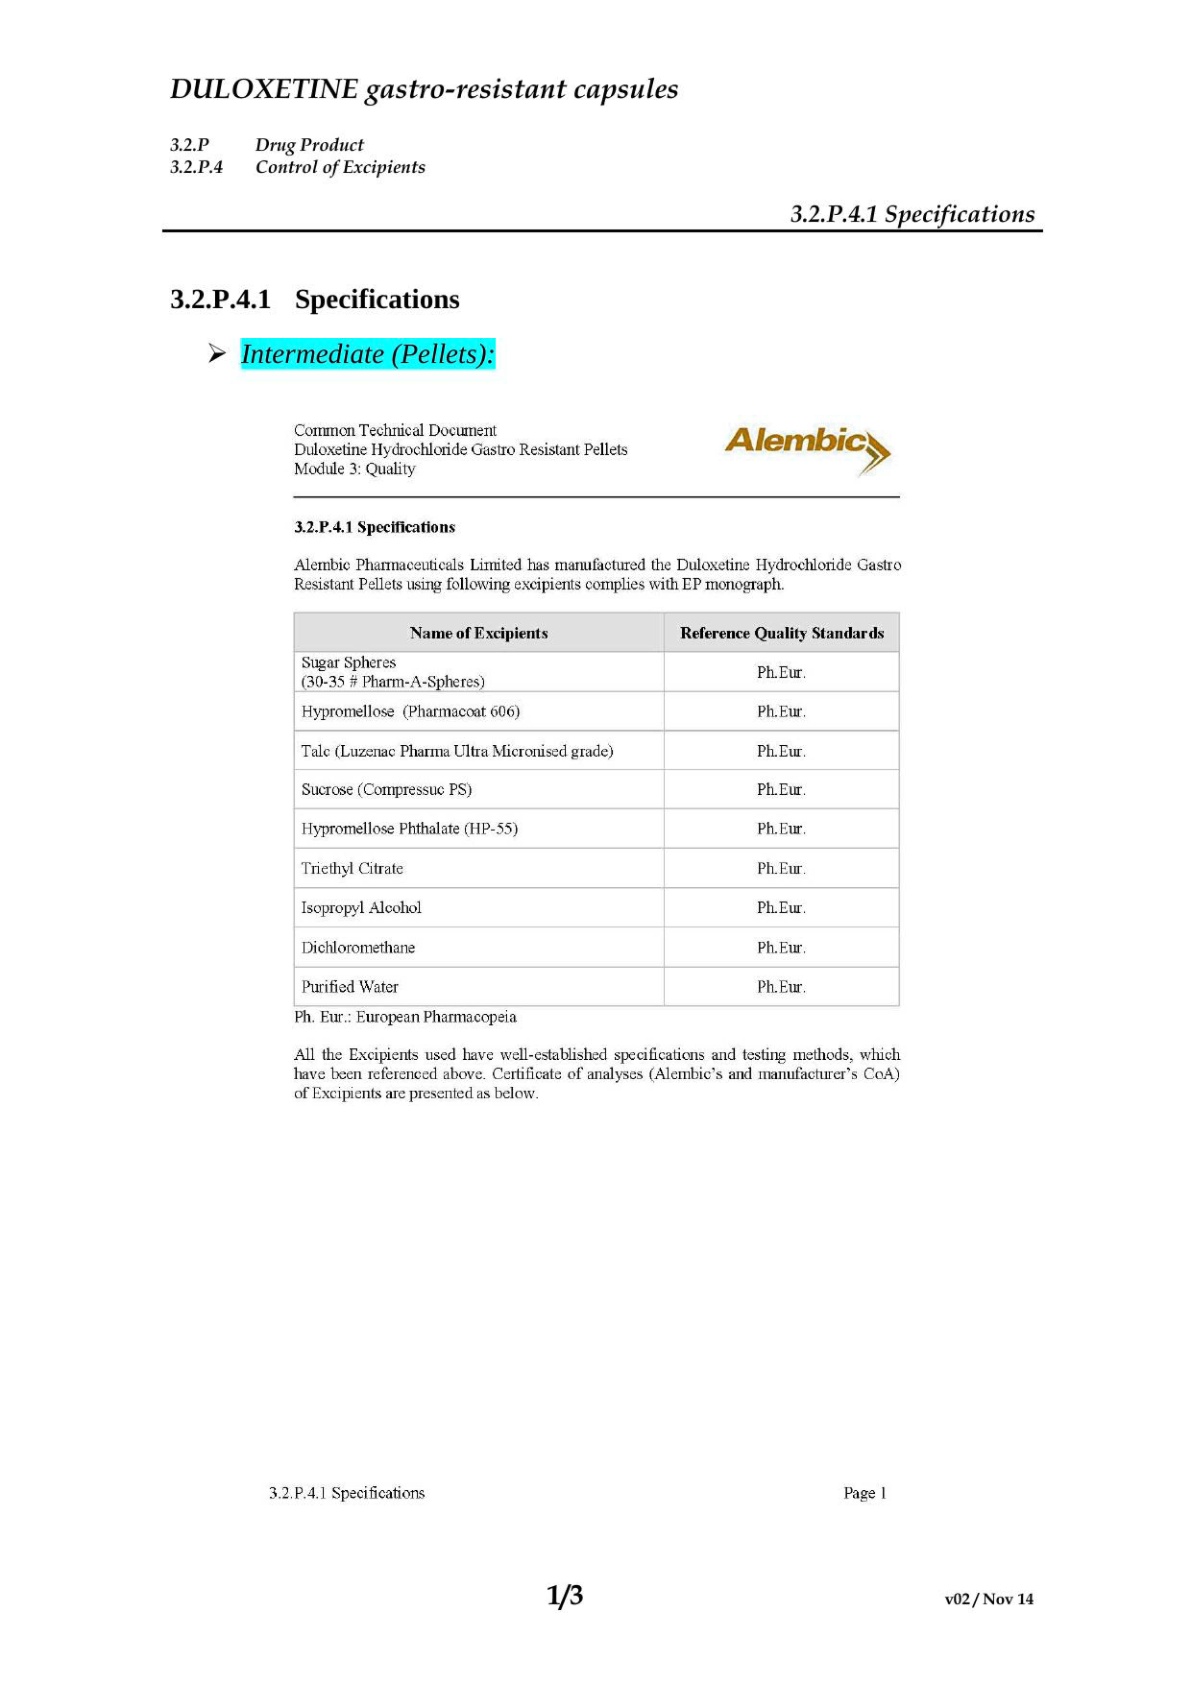 DULOXETINE gastro-resistant capsules
3.2.P Drug Product
3.2.P.4 Control of Excipients
3.2.P.4.1 Specifications
3.2.P.4.1 Specifications
➢ Intermediate (Pellets):
Common Technical Document
Duloxetine Hydrochloride Gastro Resistant Pellets
Module 3: Quality
Alembic
3.2.P.4.1 Specifications
Alembic Pharmaceuticals Limited has manufactured the Duloxetine Hydrochloride Gastro
Resistant Pellets using following excipients complies with EP monograph.
Name of Excipients Reference Quality Standards
Sugar Spheres
(30-35 # Pharm-A-Spheres) Ph.Eur.
Hypromellose (Pharmacoat 606) Ph.Eur.
Talc (Luzenac Pharma Ultra Micronised grade) Ph.Eur.
Sucrose (Compressuc PS) Ph.Eur.
Hypromellose Phthalate (HP-55) Ph.Eur.
Triethyl Citrate Ph.Eur.
Isopropyl Alcohol Ph.Eur.
Dichloromethane Ph.Eur.
Purified Water Ph.Eur.
Ph. Eur.: European Pharmacopeia
All the Excipients used have well-established specifications and testing methods, which
have been referenced above. Certificate of analyses (Alembic's and manufacturer's CoA)
of Excipients are presented as below.
3.2.P.4.1 Specifications Page 1
1/3 v02 / Nov 14